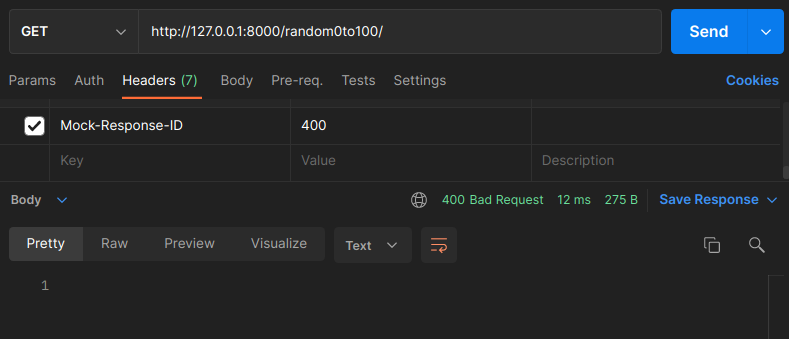 GET http://127.0.0.1:8000/random0to100/ Send
Params Auth Headers (7) Body Pre-req. Tests Settings Cookies
Mock-Response-ID 400
Key Value Description
Body 400 Bad Request 12 ms 275 B Save Response
Pretty Raw Preview Visualize Text
1